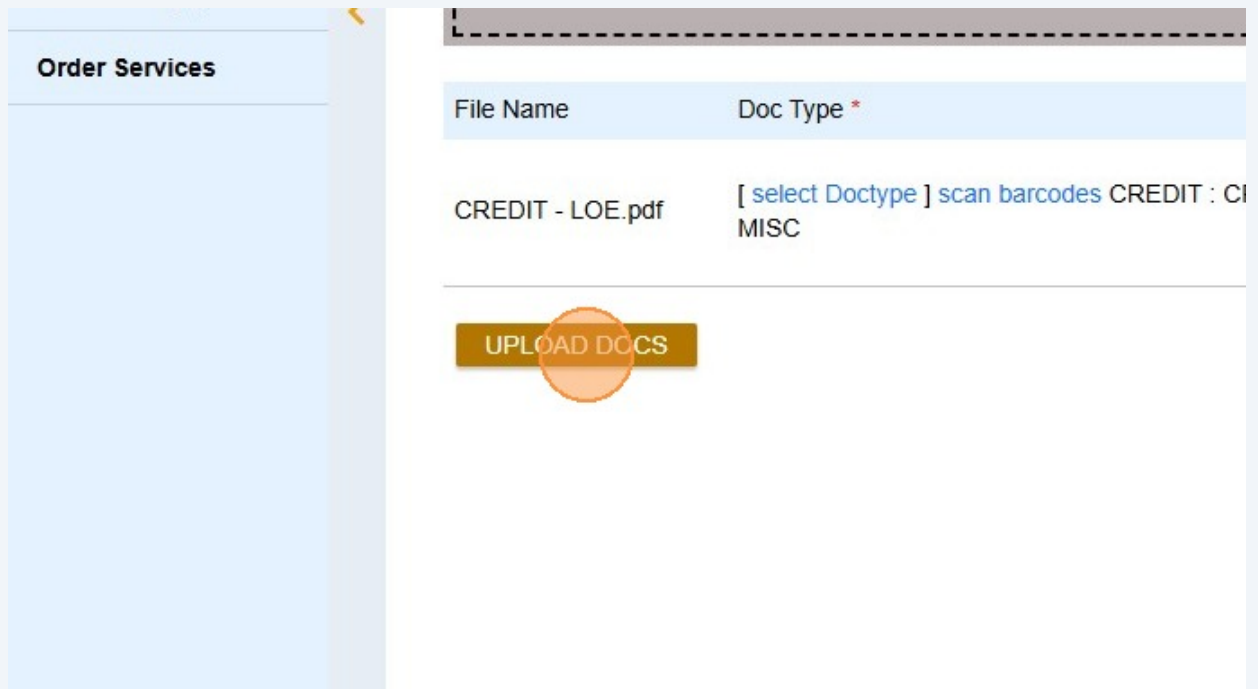 Order Services
File Name Doc Type *
CREDIT - LOE.pdf [ select Doctype ] scan barcodes CREDIT :
MISC
UPLOAD DOCS